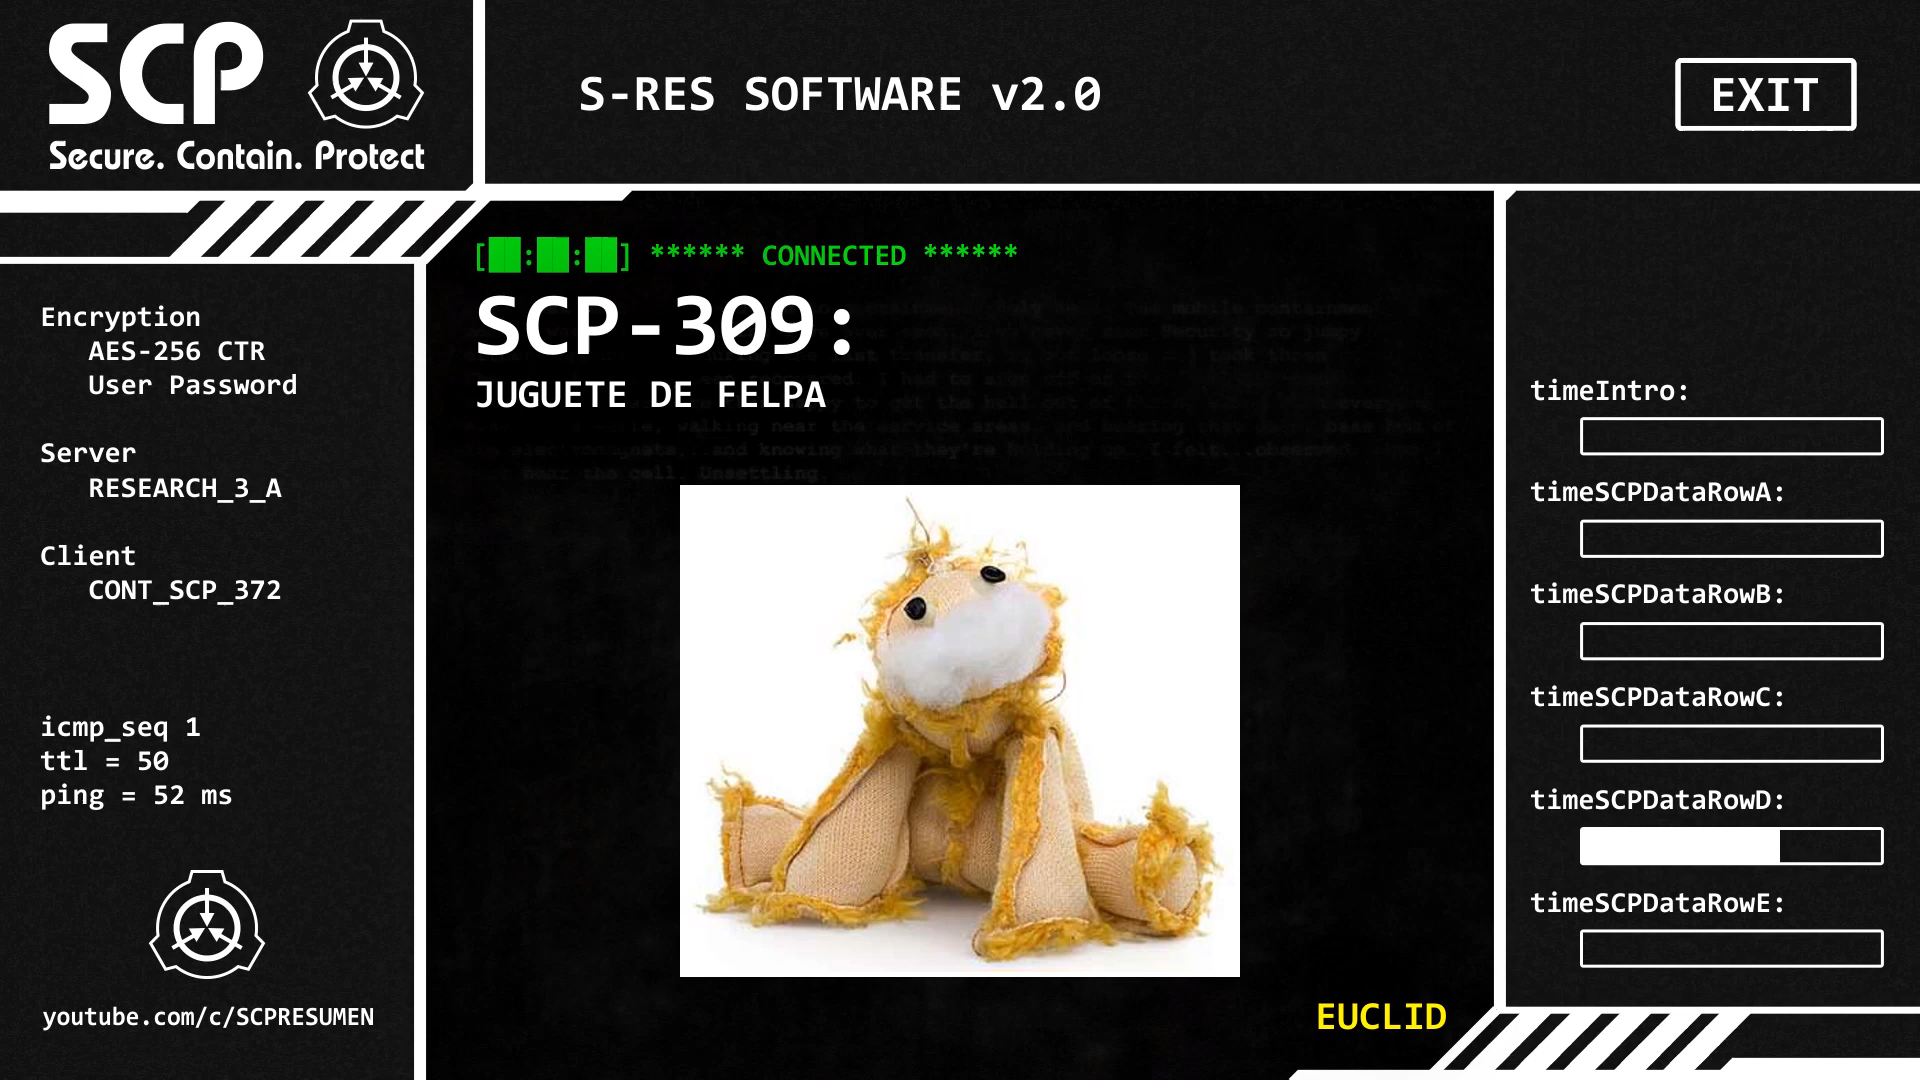 SCP
Secure. Contain. Protect
S-RES SOFTWARE v2.0
EXIT
[██:██:██] ****** CONNECTED ******
SCP-309:
JUGUETE DE FELPA
Encryption
AES-256 CTR
User Password
Server
RESEARCH_3_A
Client
CONT_SCP_372
icmp_seq 1
ttl = 50
ping = 52 ms
youtube.com/c/SCPRESUMEN
timeIntro:
timeSCPDataRowA:
timeSCPDataRowB:
timeSCPDataRowC:
timeSCPDataRowD:
timeSCPDataRowE:
EUCLID